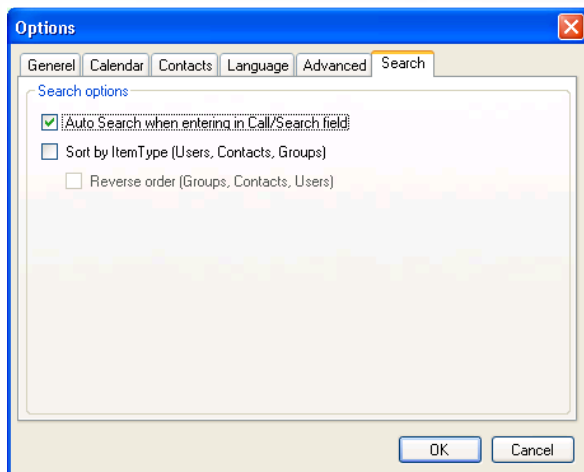 Options
Generel Calendar Contacts Language Advanced Search
Search options
Auto Search when entering in Call/Search field
Sort by ItemType (Users, Contacts, Groups)
Reverse order (Groups, Contacts, Users)
OK Cancel